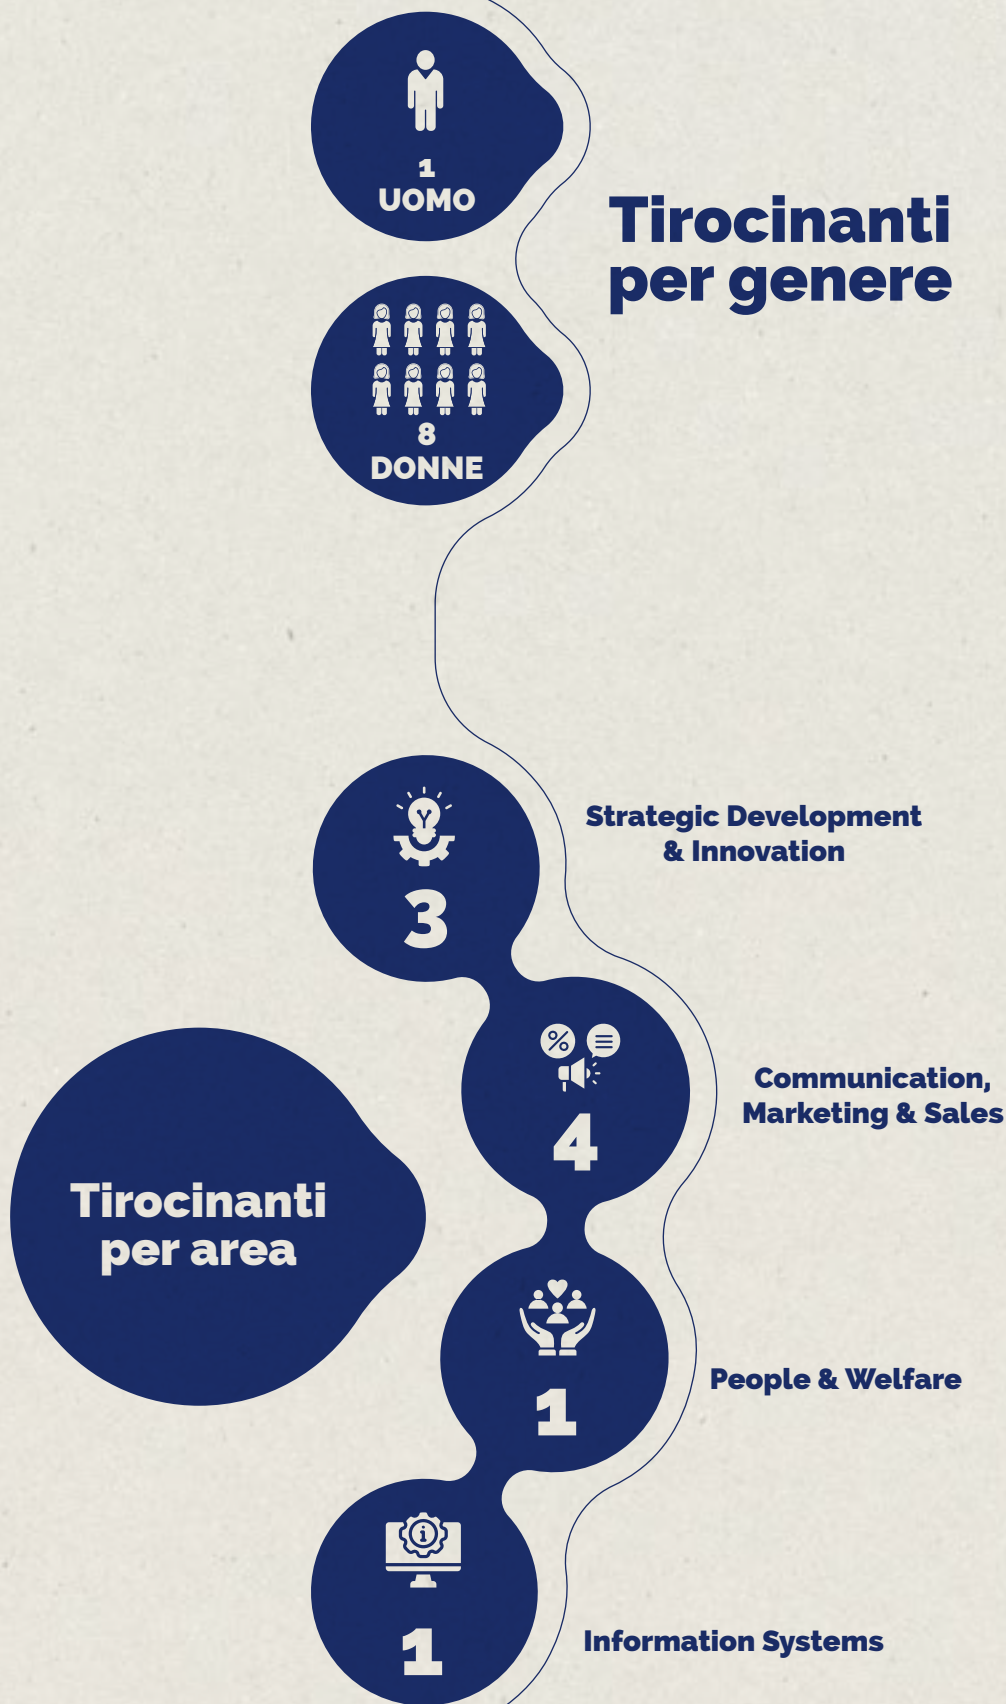 1
UOMO
Tirocinanti
per genere
8
DONNE
Strategic Development
& Innovation
3
Communication,
Marketing & Sales
4
Tirocinanti
per area
People & Welfare
1
Information Systems
1